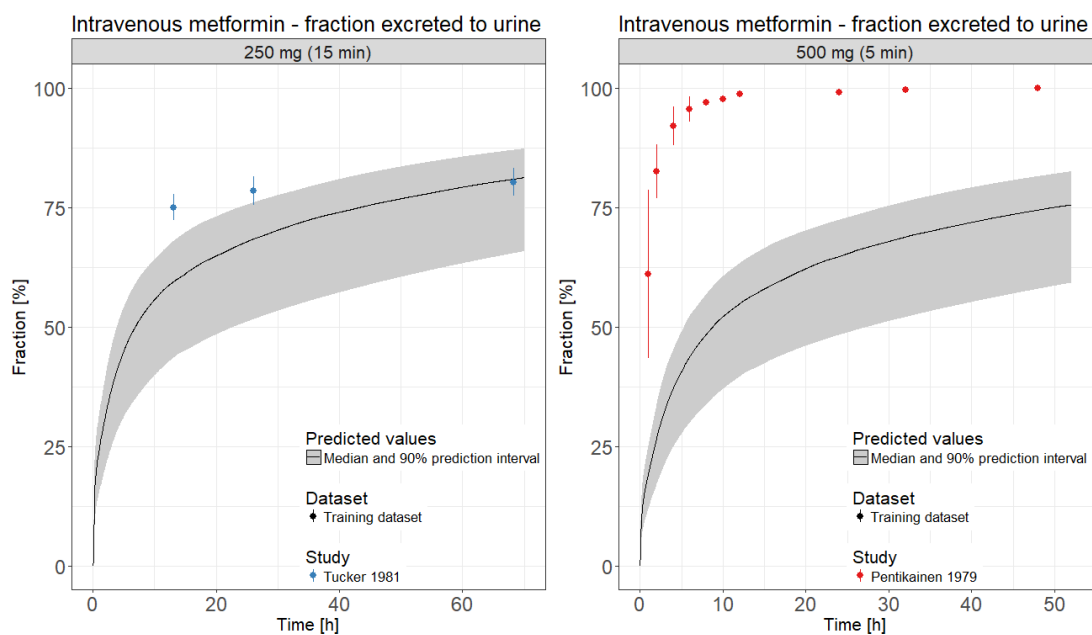 Intravenous metformin - fraction excreted to urine
250 mg (15 min)
100
75
50
25
0
Fraction [%]
0
20
40
60
Time [h]
Predicted values
Median and 90% prediction interval
Dataset
Training dataset
Study
Tucker 1981
Intravenous metformin - fraction excreted to urine
500 mg (5 min)
100
75
50
25
0
Fraction [%]
0
10
20
30
40
50
Time [h]
Predicted values
Median and 90% prediction interval
Dataset
Training dataset
Study
Pentikainen 1979